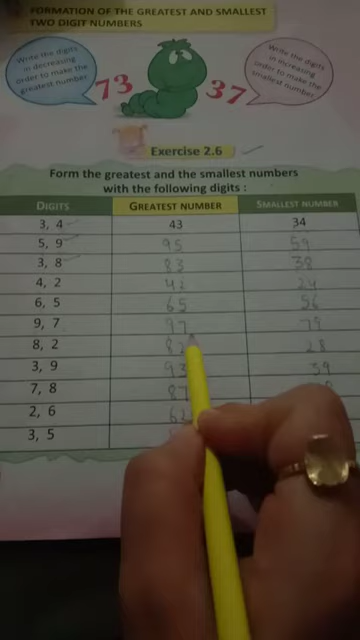 FORMATION OF THE GREATEST AND SMALLEST
TWO DIGIT NUMBERS
Write the digits
in decreasing
order to make the
greatest number
73
37
Write the digits
in increasing
order to make the
smallest number.
Exercise 2.6
Form the greatest and the smallest numbers
with the following digits :
DIGITS GREATEST NUMBER SMALLEST NUMBER
3, 4 43 34
5, 9 95 59
3, 8 83 38
4, 2 42 24
6, 5 65 56
9, 7 97 79
8, 2 82 28
3, 9 93 39
7, 8 87
2, 6 62
3, 5